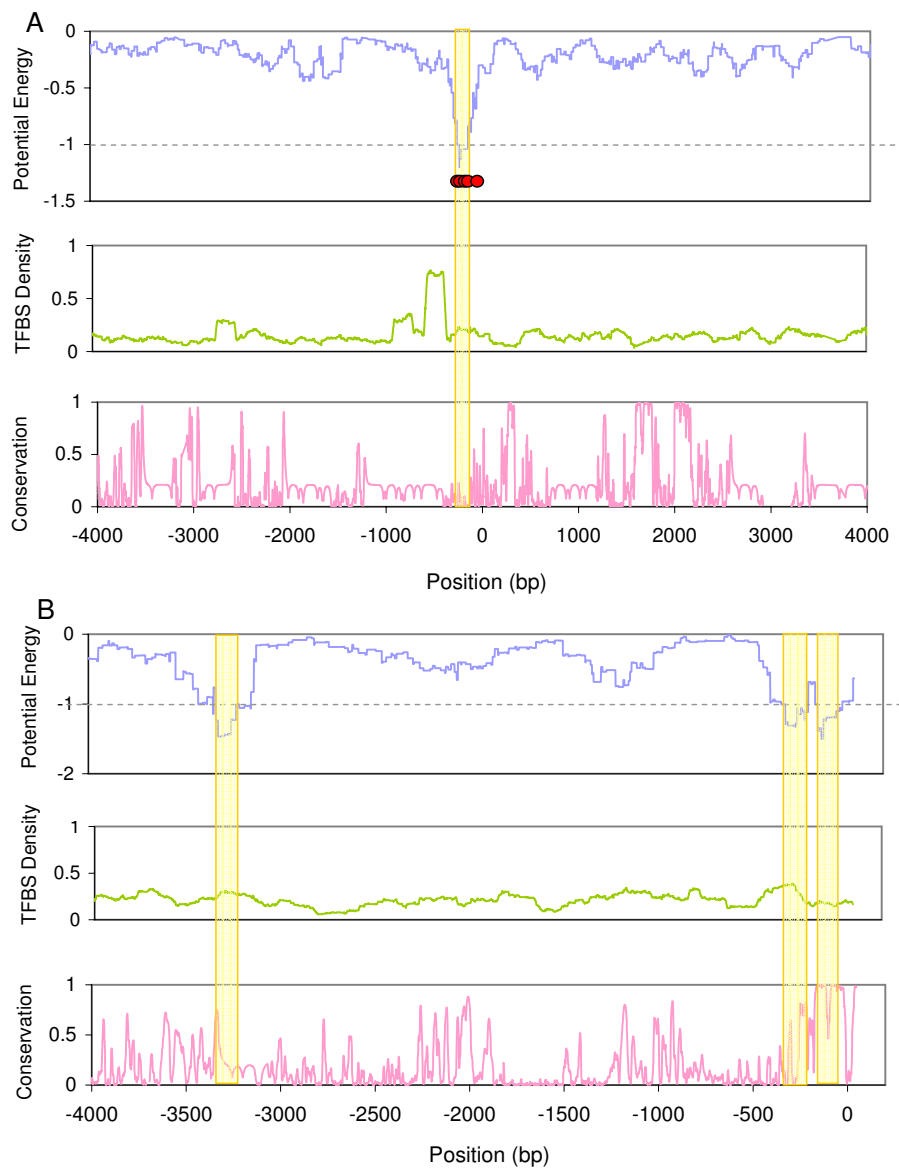 A
Potential Energy
0
-0.5
-1
-1.5
TFBS Density
1
0.5
0
Conservation
1
0.5
0
-4000 -3000 -2000 -1000 0 1000 2000 3000 4000
Position (bp)
B
Potential Energy
0
-1
-2
TFBS Density
1
0.5
0
Conservation
1
0.5
0
-4000 -3500 -3000 -2500 -2000 -1500 -1000 -500 0
Position (bp)